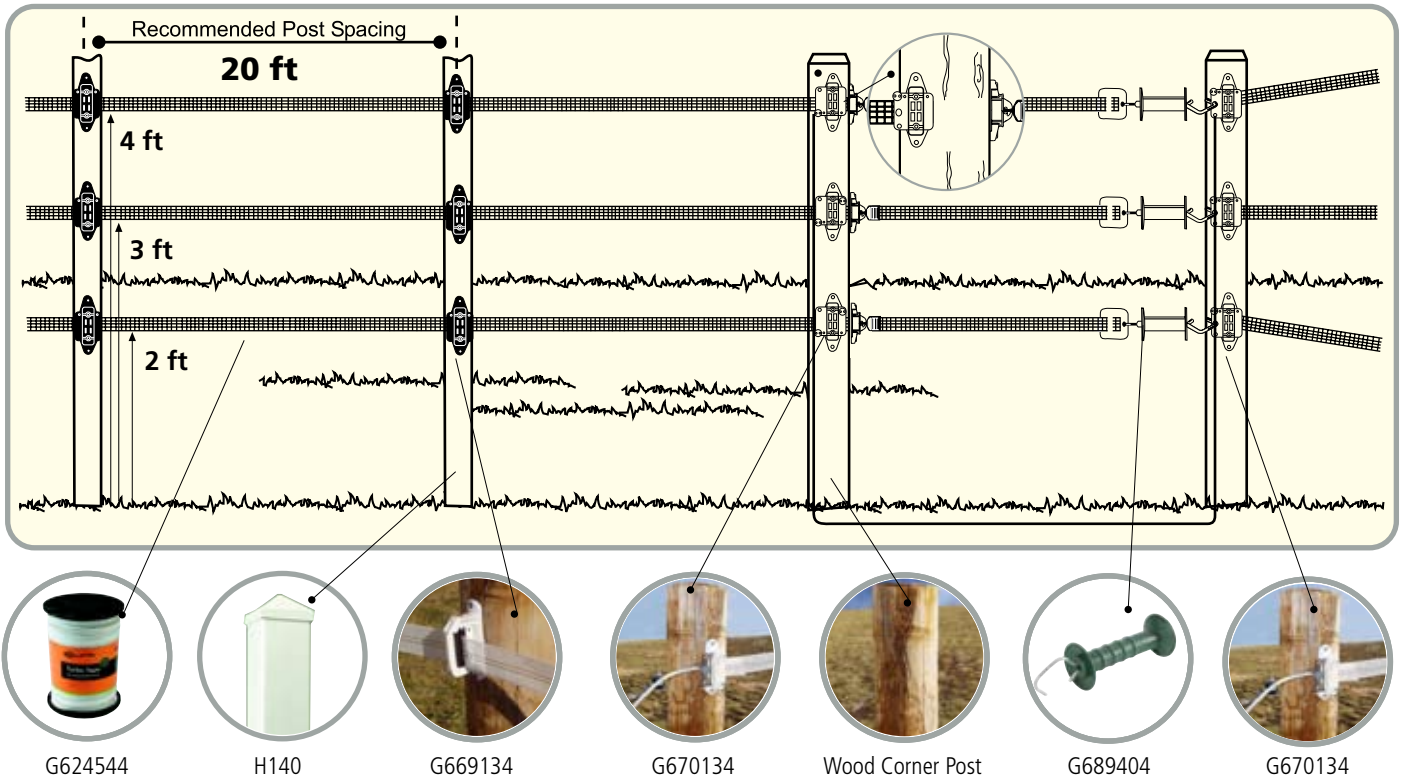 Recommended Post Spacing
20 ft
4 ft
3 ft
2 ft
G624544
H140
G669134
G670134
Wood Corner Post
G689404
G670134